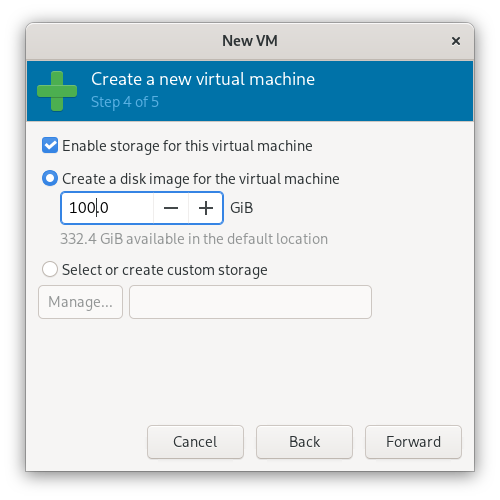 New VM
Create a new virtual machine
Step 4 of 5
Enable storage for this virtual machine
Create a disk image for the virtual machine
100.0 GiB
332.4 GiB available in the default location
Select or create custom storage
Manage...
Cancel Back Forward